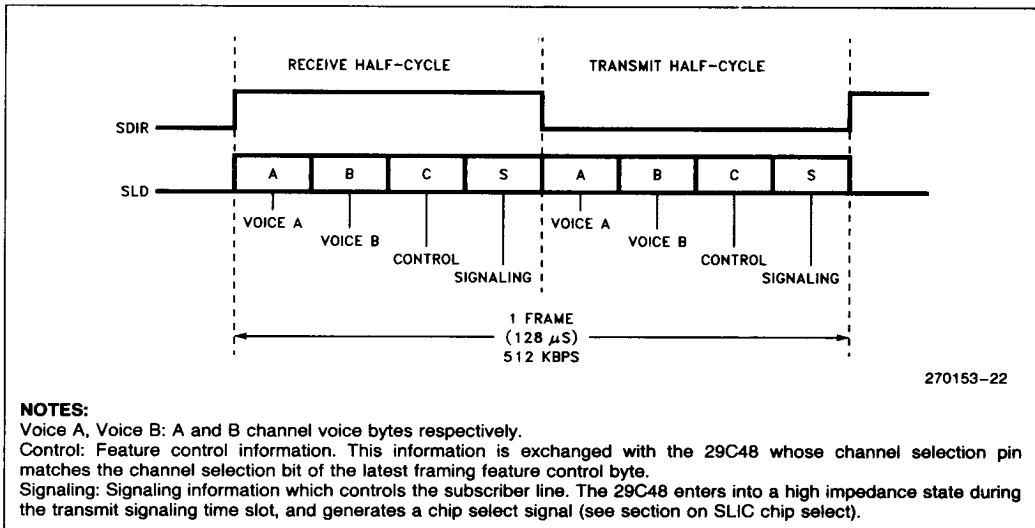 RECEIVE HALF-CYCLE TRANSMIT HALF-CYCLE
SDIR
SLD A B C S A B C S
VOICE A VOICE A
VOICE B VOICE B
CONTROL CONTROL
SIGNALING SIGNALING
1 FRAME
(128 μS)
512 KBPS
270153–22
NOTES:
Voice A, Voice B: A and B channel voice bytes respectively.
Control: Feature control information. This information is exchanged with the 29C48 whose channel selection pin
matches the channel selection bit of the latest framing feature control byte.
Signaling: Signaling information which controls the subscriber line. The 29C48 enters into a high impedance state during
the transmit signaling time slot, and generates a chip select signal (see section on SLIC chip select).